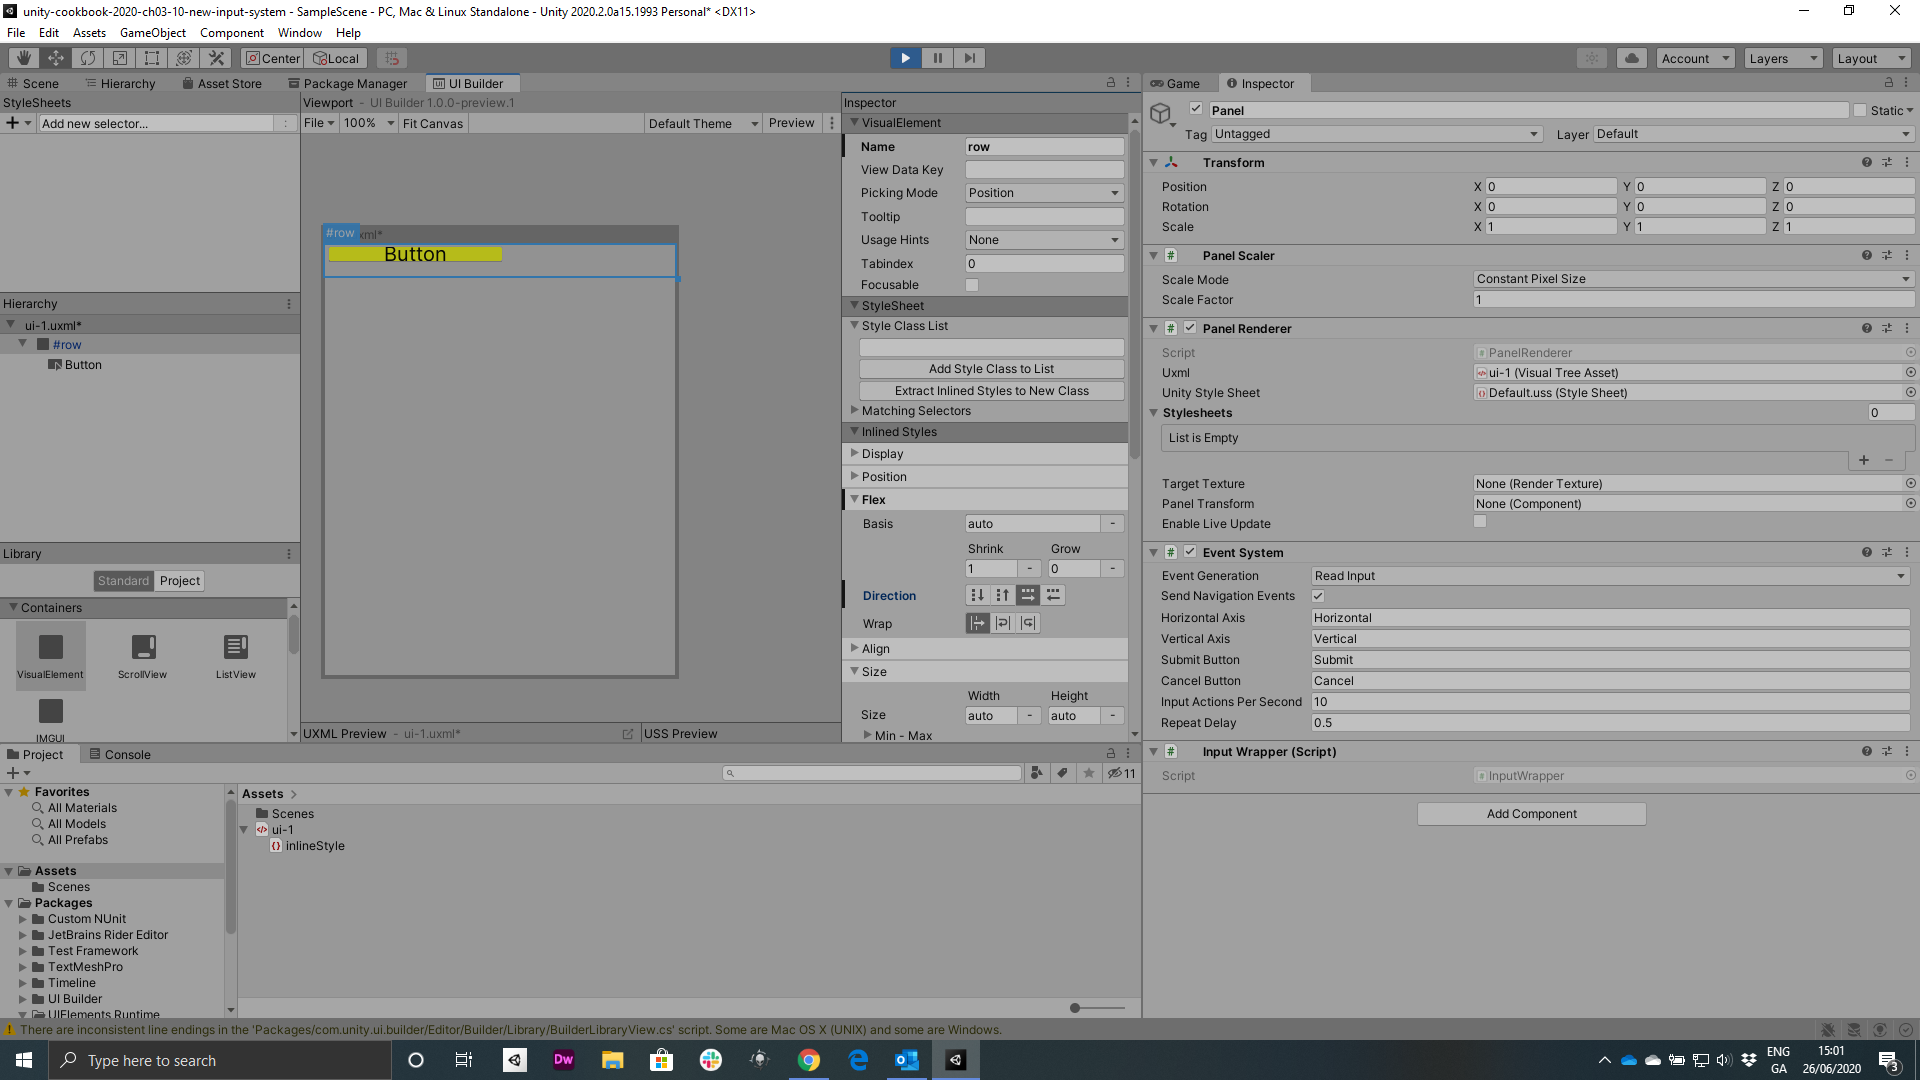 unity-cookbook-2020-ch03-10-new-input-system - SampleScene - PC, Mac & Linux Standalone - Unity 2020.2.0a15.1993 Personal* <DX11>
File Edit Assets GameObject Component Window Help
Center Local Account Layers Layout
Scene Hierarchy Asset Store Package Manager UI Builder
StyleSheets
Add new selector...
Hierarchy
ui-1.uxml*
#row
Button
Library
Standard Project
Containers
VisualElement ScrollView ListView
IMGUI
Viewport - UI Builder 1.0.0-preview.1
File 100% Fit Canvas Default Theme Preview
#row xml*
Button
UXML Preview - ui-1.uxml* USS Preview
Inspector
VisualElement
Name row
View Data Key
Picking Mode Position
Tooltip
Usage Hints None
Tabindex 0
Focusable
StyleSheet
Style Class List
Add Style Class to List
Extract Inlined Styles to New Class
Matching Selectors
Inlined Styles
Display
Position
Flex
Basis auto -
Shrink Grow
1 - 0 -
Direction
Wrap
Align
Size
Width Height
Size auto - auto -
Min - Max
Game Inspector
Panel Static
Tag Untagged Layer Default
Transform
Position X 0 Y 0 Z 0
Rotation X 0 Y 0 Z 0
Scale X 1 Y 1 Z 1
Panel Scaler
Scale Mode Constant Pixel Size
Scale Factor 1
Panel Renderer
Script PanelRenderer
Uxml ui-1 (Visual Tree Asset)
Unity Style Sheet Default.uss (Style Sheet)
Stylesheets 0
List is Empty
+ -
Target Texture None (Render Texture)
Panel Transform None (Component)
Enable Live Update
Event System
Event Generation Read Input
Send Navigation Events
Horizontal Axis Horizontal
Vertical Axis Vertical
Submit Button Submit
Cancel Button Cancel
Input Actions Per Second 10
Repeat Delay 0.5
Input Wrapper (Script)
Script InputWrapper
Add Component
Project Console
11
Favorites
All Materials
All Models
All Prefabs
Assets
Scenes
Packages
Custom NUnit
JetBrains Rider Editor
Test Framework
TextMeshPro
Timeline
UI Builder
UIElements Runtime
Assets >
Scenes
ui-1
inlineStyle
There are inconsistent line endings in the 'Packages/com.unity.ui.builder/Editor/Builder/Library/BuilderLibraryView.cs' script. Some are Mac OS X (UNIX) and some are Windows.
Type here to search
Dw
ENG
GA
15:01
26/06/2020
3